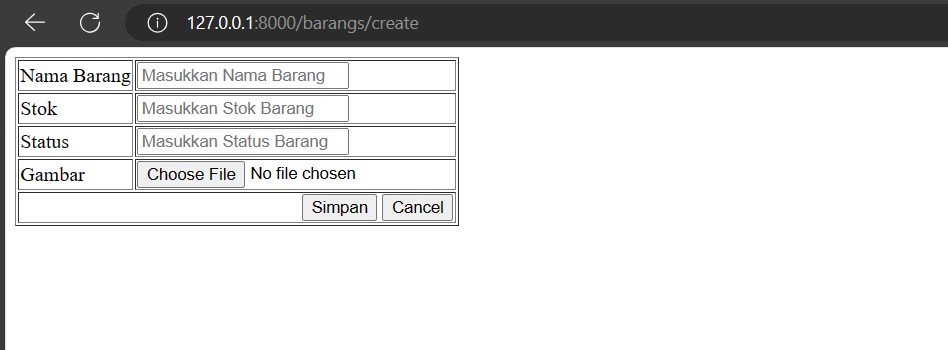 127.0.0.1:8000/barangs/create
Nama Barang Masukkan Nama Barang
Stok Masukkan Stok Barang
Status Masukkan Status Barang
Gambar Choose File No file chosen
Simpan Cancel